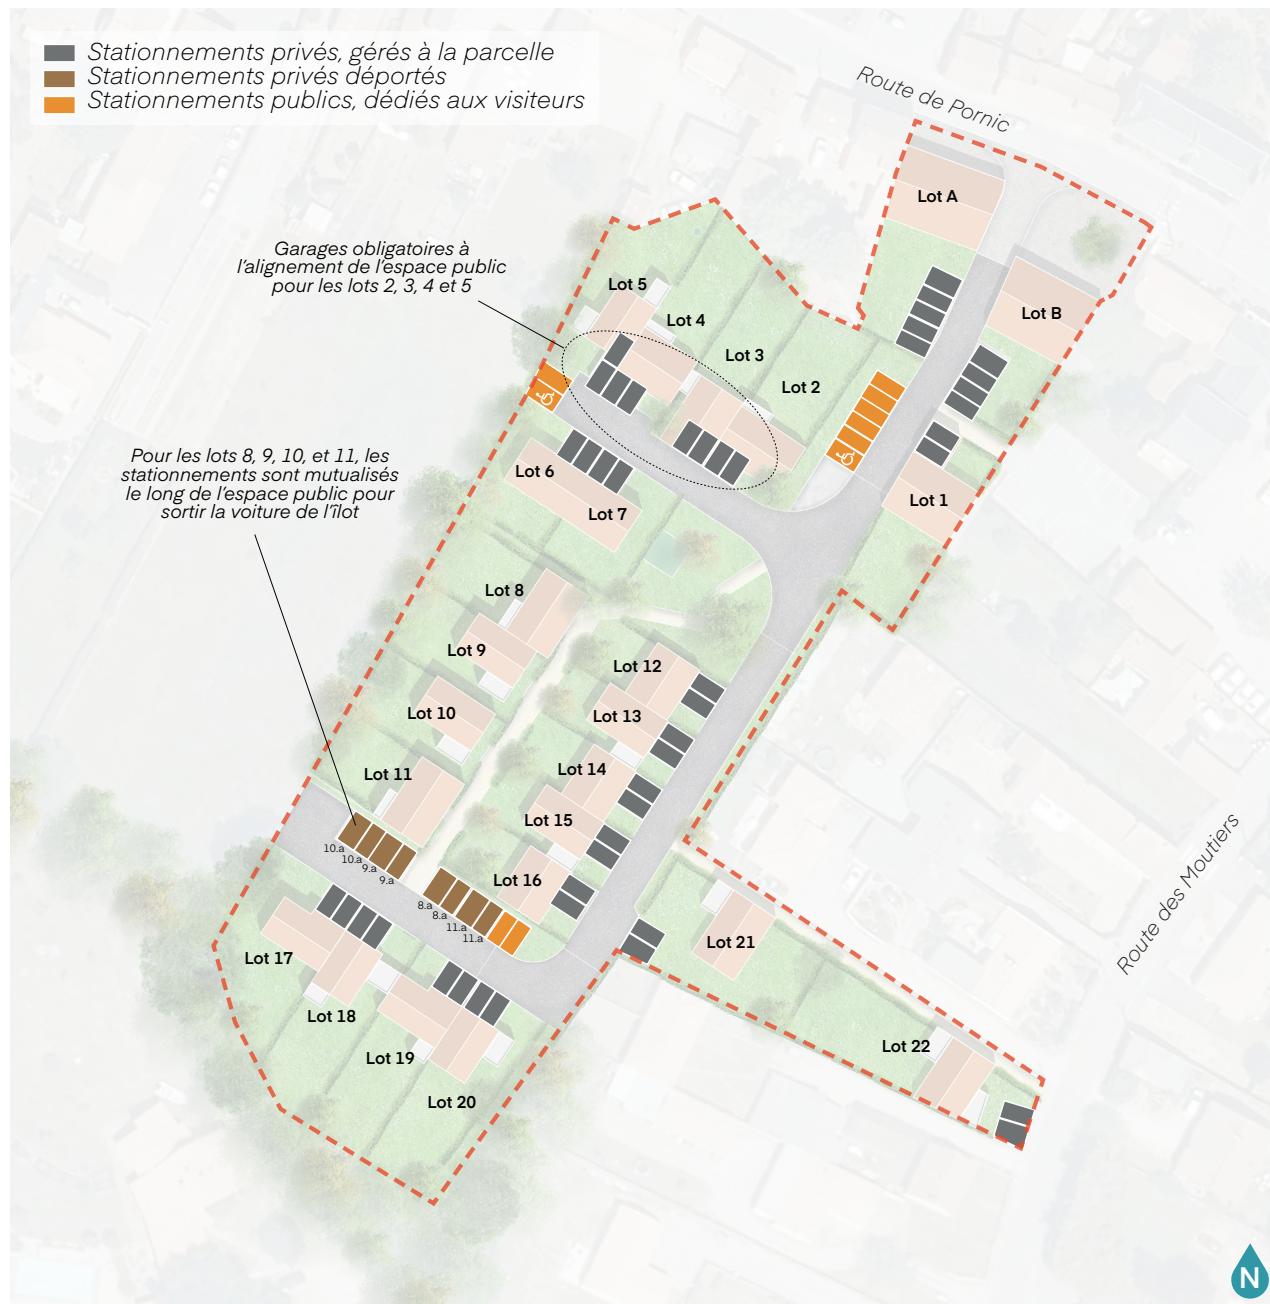 Stationnements privés, gérés à la parcelle
Stationnements privés déportés
Stationnements publics, dédiés aux visiteurs
Route de Pornic
Lot A
Garages obligatoires à
l'alignement de l'espace public
pour les lots 2, 3, 4 et 5
Lot 5
Lot 4
Lot B
Lot 3
Lot 2
Pour les lots 8, 9, 10, et 11, les
stationnements sont mutualisés
le long de l'espace public pour
sortir la voiture de l'îlot
Lot 6
Lot 7
Lot 1
Lot 8
Lot 9
Lot 12
Lot 10
Lot 13
Lot 11
Lot 14
Lot 15
Lot 16
10.a
10.a
9.a
9.a
8.a
8.a
11.a
11.a
Route des Moutiers
Lot 17
Lot 21
Lot 18
Lot 19
Lot 22
Lot 20
N